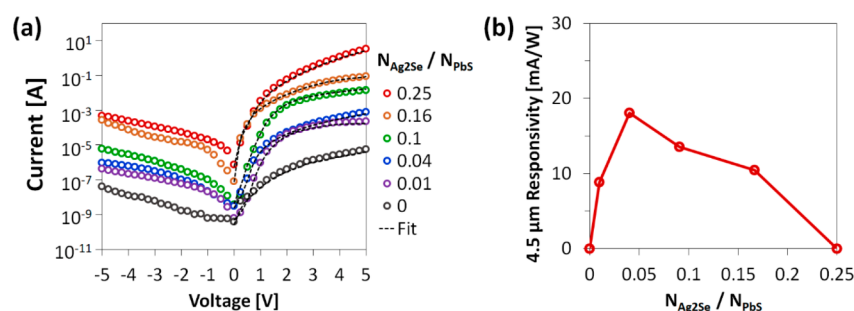 (a)
Current [A]
10^1
10^-1
10^-3
10^-5
10^-7
10^-9
10^-11
-5 -4 -3 -2 -1 0 1 2 3 4 5
Voltage [V]
N_Ag2Se / N_PbS
0.25
0.16
0.1
0.04
0.01
0
Fit
(b)
4.5 μm Responsivity [mA/W]
30
20
10
0
0 0.05 0.1 0.15 0.2 0.25
N_Ag2Se / N_PbS